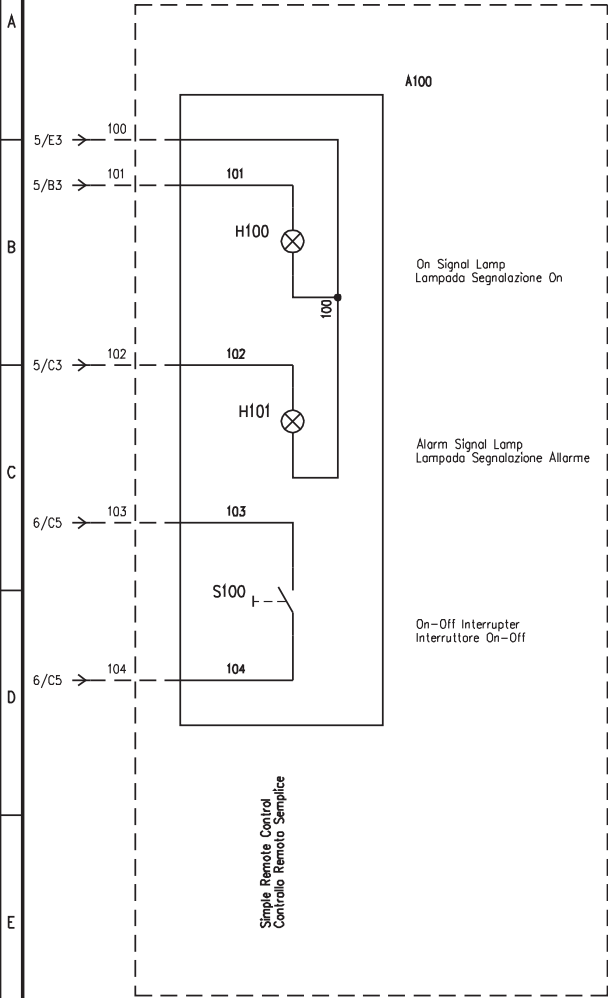 A
A100
5/E3 100
5/B3 101 101
H100
B
On Signal Lamp
Lampada Segnalazione On
100
5/C3 102 102
H101
Alarm Signal Lamp
Lampada Segnalazione Allarme
C
6/C5 103 103
S100
On-Off Interrupter
Interruttore On-Off
6/C5 104 104
D
Simple Remote Control
Controllo Remoto Semplice
E